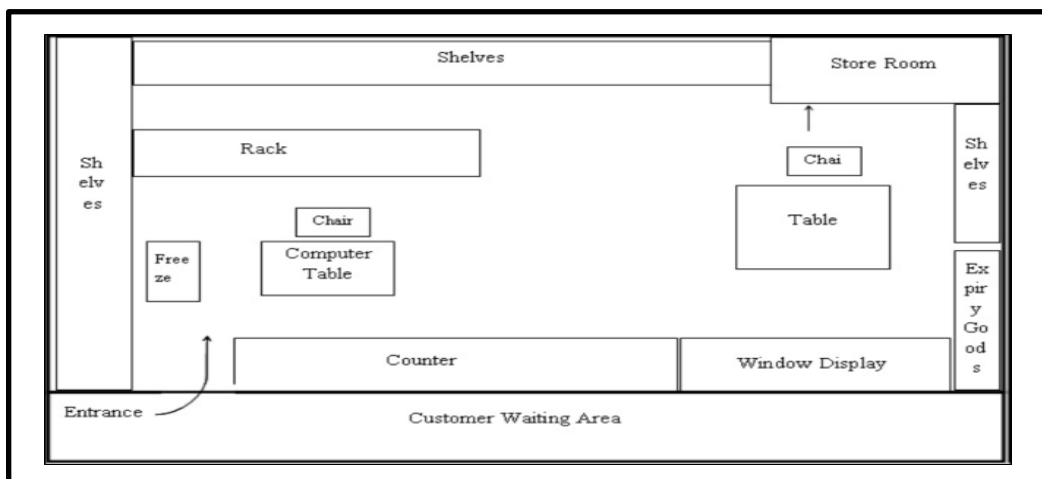 Shelves
Store Room
Rack
Sh
elv
es
Chai
Sh
elv
es
Chair
Table
Free
ze
Computer
Table
Ex
pir
y
Go
od
s
Counter
Window Display
Entrance
Customer Waiting Area